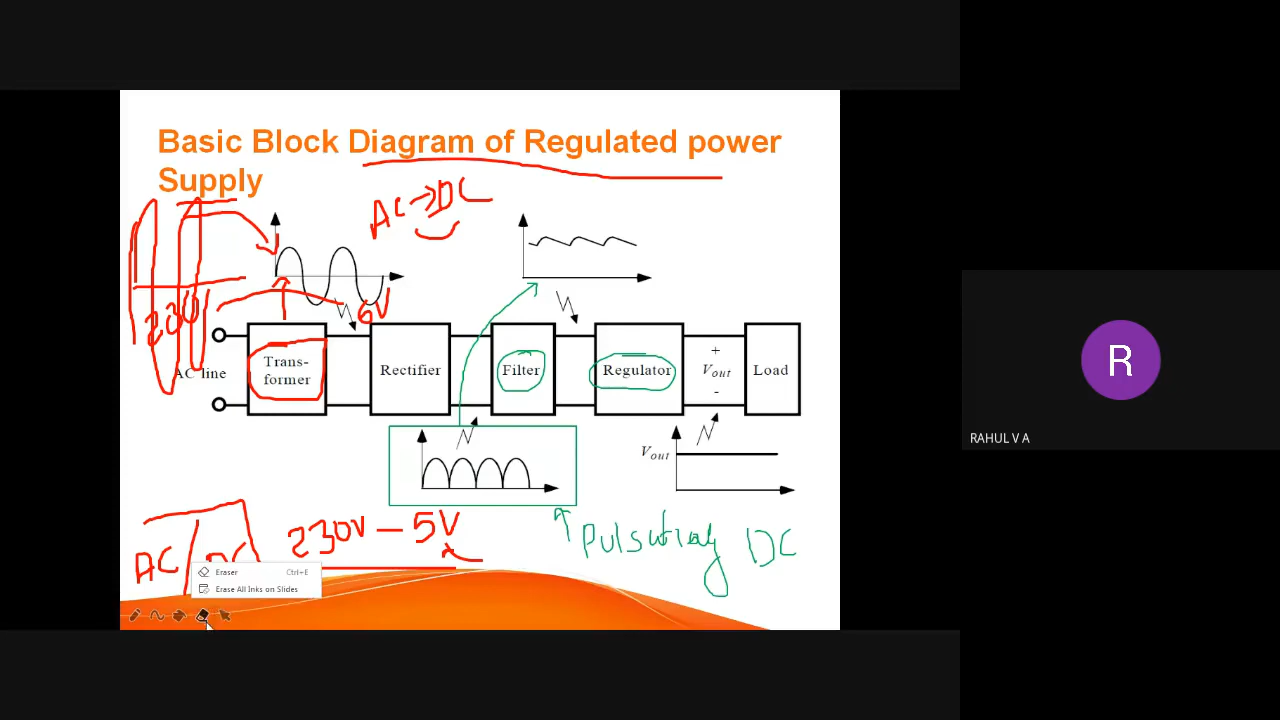 Basic Block Diagram of Regulated power
Supply
AC → DC
230V
6V
AC line
Trans-
former
Rectifier
Filter
Regulator
+
Vout
-
Load
Vout
230V — 5V
Pulsating DC
AC / DC
Eraser Ctrl+E
Erase All Inks on Slides
R
RAHUL V A